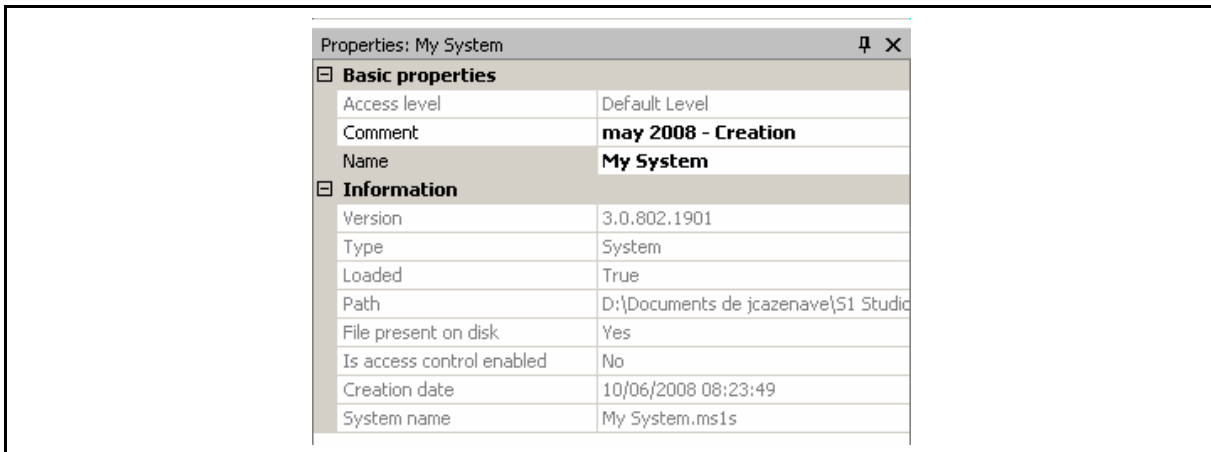 Properties: My System
Basic properties
Access level Default Level
Comment may 2008 - Creation
Name My System
Information
Version 3.0.802.1901
Type System
Loaded True
Path D:\Documents de jcazenave\S1 Studio
File present on disk Yes
Is access control enabled No
Creation date 10/06/2008 08:23:49
System name My System.ms1s